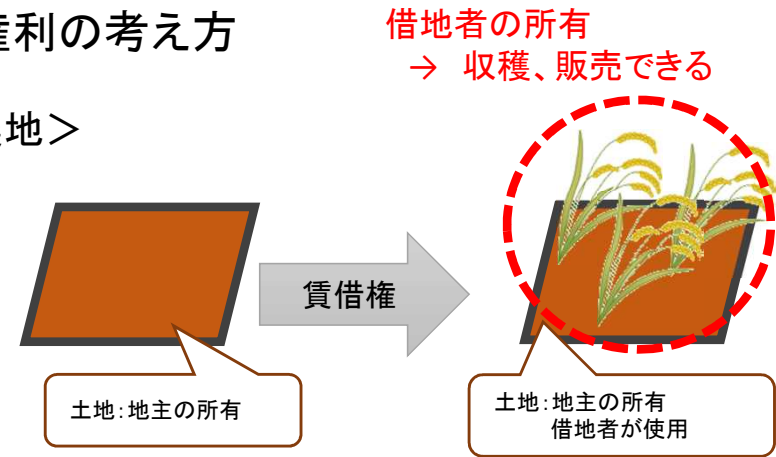 権利の考え方
借地者の所有
→ 収穫、販売できる
地＞
賃借権
土地：地主の所有
土地：地主の所有
借地者が使用